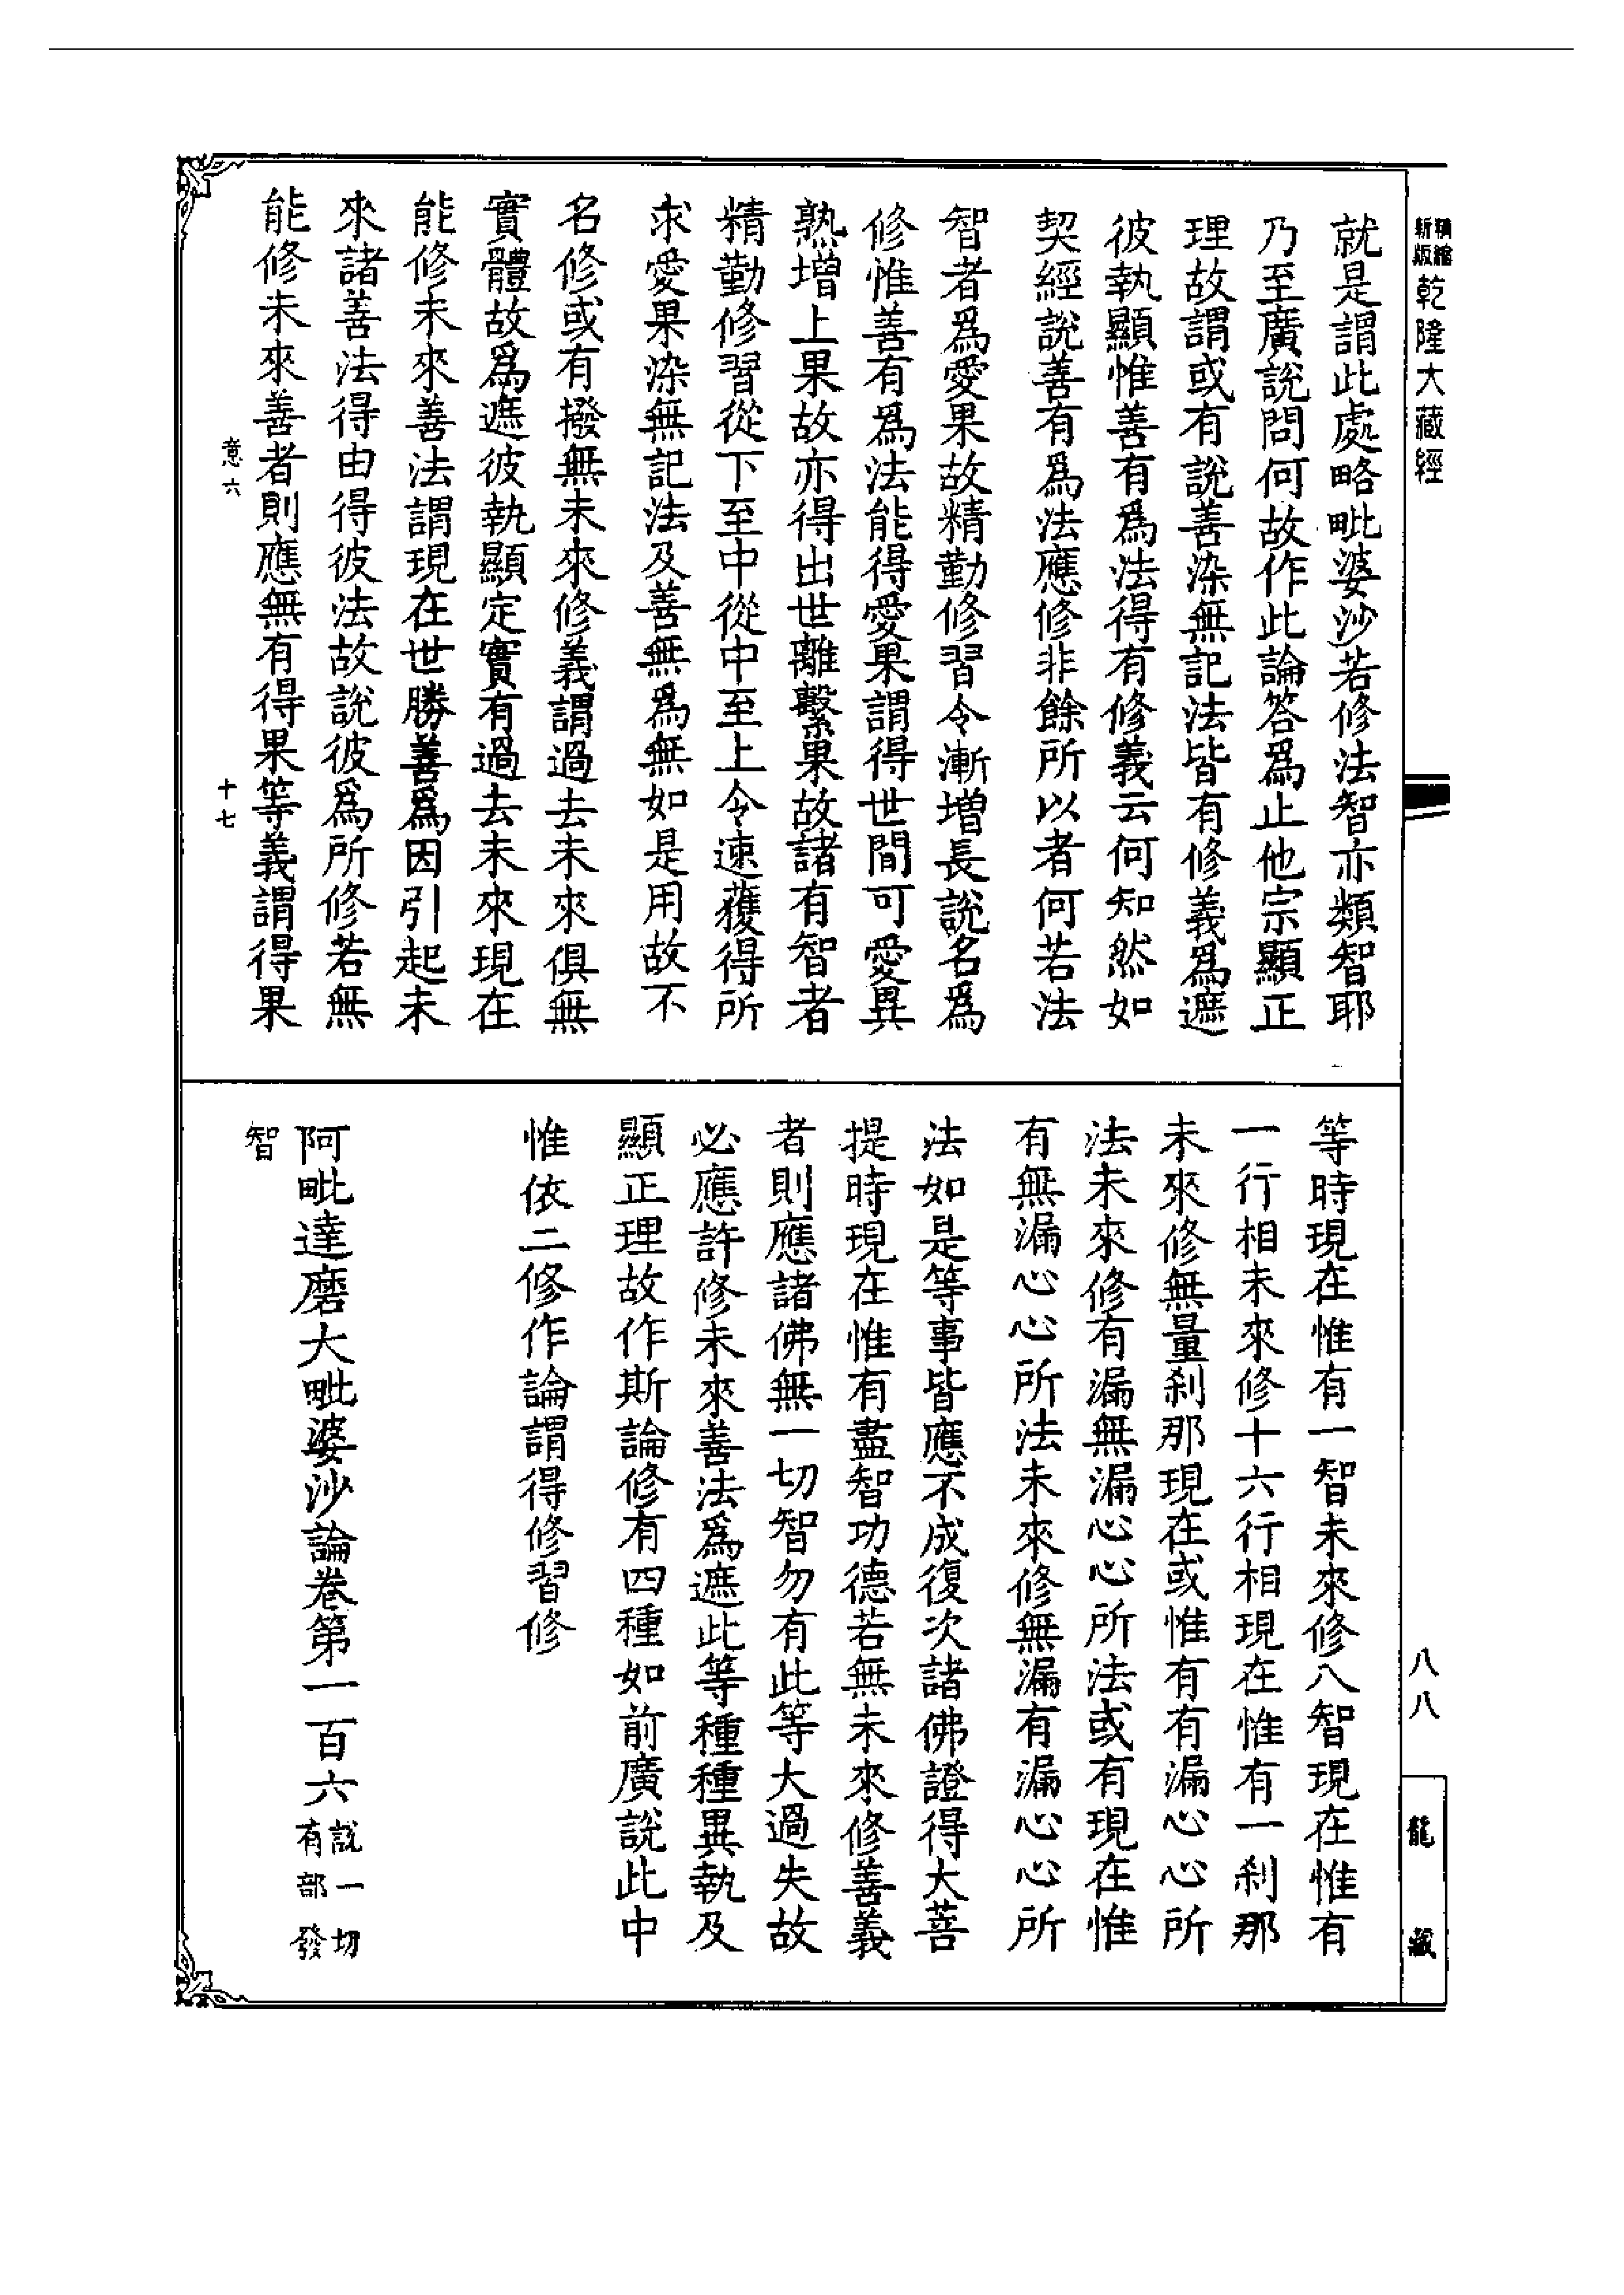 精縮
新版
乾隆大藏經
就是謂此處略毗婆沙若修法智亦類智耶
乃至廣說問何故作此論答為止他宗顯正
理故謂或有說善染無記法皆有修義為遮
彼執顯惟善有為法得有修義云何知然如
契經說善有為法應修非餘所以者何若法
智者為愛果故精勤修習令漸增長說名為
修惟善有為法能得愛果謂得世間可愛異
熟增上果故亦得出世離繫果故諸有智者
精勤修習從下至中從中至上令速獲得所
求愛果染無記法及善無為無如是用故不
名修或有撥無未來修義謂過去未來俱無
實體故為遮彼執顯定實有過去未來現在
能修未來善法謂現在世勝善為因引起未
來諸善法得由得彼法故說彼為所修若無
能修未來善者則應無有得果等義謂得果
意六
十七
八八
龍藏
等時現在惟有一智未來修八智現在惟有
一行相未來修十六行相現在惟有一剎那
未來修無量剎那現在或惟有有漏心心所
法未來修有漏無漏心心所法或有現在惟
有無漏心心所法未來修無漏有漏心心所
法如是等事皆應不成復次諸佛證得大菩
提時現在惟有盡智功德若無未來修善義
者則應諸佛無一切智勿有此等大過失故
必應許修未來善法為遮此等種種異執及
顯正理故作斯論修有四種如前廣說此中
惟依二修作論謂得修習修
阿毗達磨大毗婆沙論卷第一百六
說一切
有部發
智